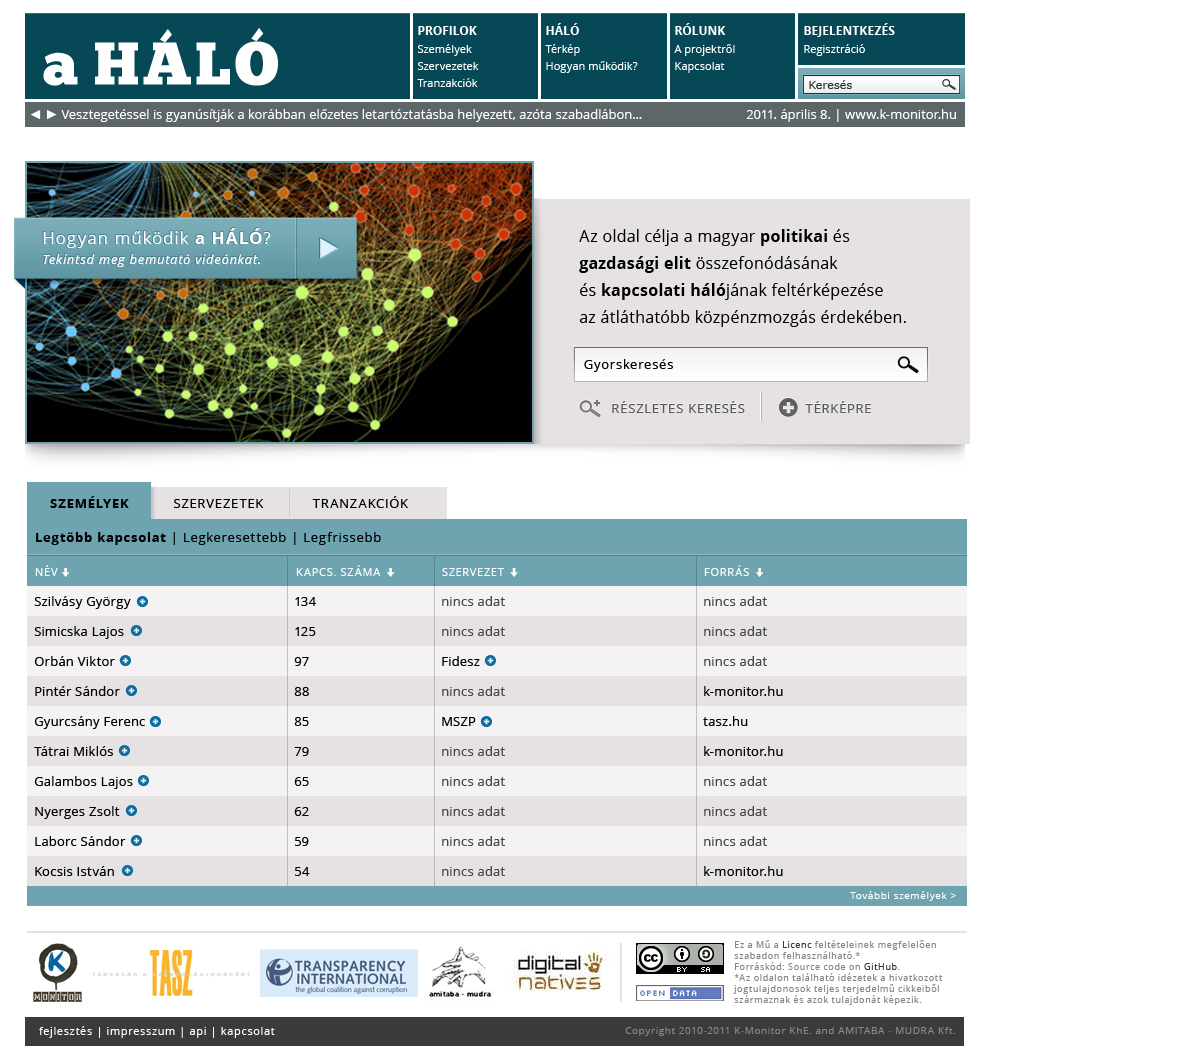 a HÁLÓ
PROFILOK
Személyek
Szervezetek
Tranzakciók
HÁLÓ
Térkép
Hogyan működik?
RÓLUNK
A projektről
Kapcsolat
BEJELENTKEZÉS
Regisztráció
Keresés
Vesztegetéssel is gyanúsítják a korábban előzetes letartóztatásba helyezett, azóta szabadlábon...
2011. április 8. | www.k-monitor.hu
Hogyan működik a HÁLÓ?
Tekintsd meg bemutató videónkat.
Az oldal célja a magyar politikai és
gazdasági elit összefonódásának
és kapcsolati hálójának feltérképezése
az átláthatóbb közpénzmozgás érdekében.
Gyorskeresés
RÉSZLETES KERESÉS
TÉRKÉPRE
SZEMÉLYEK SZERVEZETEK TRANZAKCIÓK
Legtöbb kapcsolat | Legkeresettebb | Legfrissebb
NÉV KAPCS. SZÁMA SZERVEZET FORRÁS
Szilvásy György 134 nincs adat nincs adat
Simicska Lajos 125 nincs adat nincs adat
Orbán Viktor 97 Fidesz nincs adat
Pintér Sándor 88 nincs adat k-monitor.hu
Gyurcsány Ferenc 85 MSZP tasz.hu
Tátrai Miklós 79 nincs adat k-monitor.hu
Galambos Lajos 65 nincs adat nincs adat
Nyerges Zsolt 62 nincs adat nincs adat
Laborc Sándor 59 nincs adat nincs adat
Kocsis István 54 nincs adat k-monitor.hu
További személyek >
K
MONITOR
TASZ
TRANSPARENCY
INTERNATIONAL
the global coalition against corruption
amitaba - mudra
digital
natives
cc
BY SA
OPEN DATA
Ez a Mű a Licenc feltételeinek megfelelően
szabadon felhasználható.*
Forráskód: Source code on GitHub.
*Az oldalon található idézetek a hivatkozott
jogtulajdonosok teljes terjedelmű cikkeiből
származnak és azok tulajdonát képezik.
fejlesztés | impresszum | api | kapcsolat
Copyright 2010-2011 K-Monitor KhE. and AMITABA - MUDRA Kft.